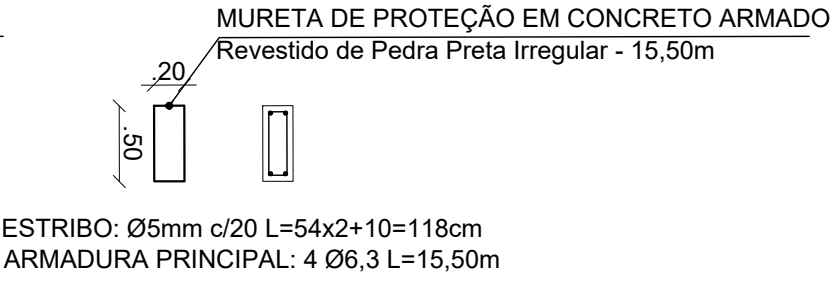 MURETA DE PROTEÇÃO EM CONCRETO ARMADO
Revestido de Pedra Preta Irregular - 15,50m
.20
.50
ESTRIBO: Ø5mm c/20 L=54x2+10=118cm
ARMADURA PRINCIPAL: 4 Ø6,3 L=15,50m